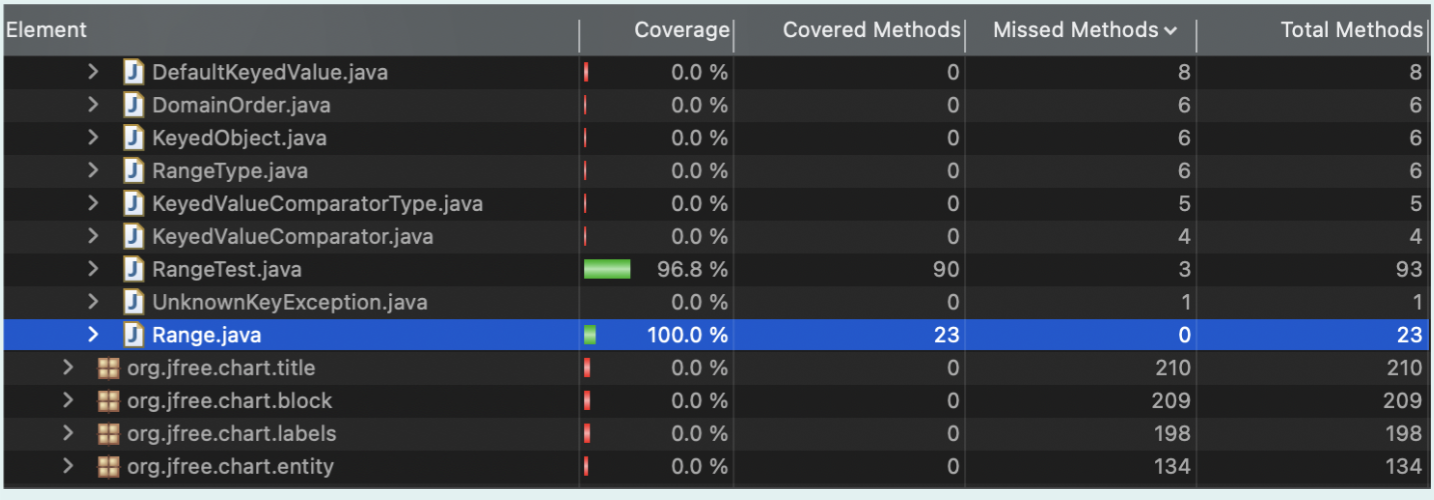 Element Coverage Covered Methods Missed Methods Total Methods
J DefaultKeyedValue.java 0.0 % 0 8 8
J DomainOrder.java 0.0 % 0 6 6
J KeyedObject.java 0.0 % 0 6 6
J RangeType.java 0.0 % 0 6 6
J KeyedValueComparatorType.java 0.0 % 0 5 5
J KeyedValueComparator.java 0.0 % 0 4 4
J RangeTest.java 96.8 % 90 3 93
J UnknownKeyException.java 0.0 % 0 1 1
J Range.java 100.0 % 23 0 23
org.jfree.chart.title 0.0 % 0 210 210
org.jfree.chart.block 0.0 % 0 209 209
org.jfree.chart.labels 0.0 % 0 198 198
org.jfree.chart.entity 0.0 % 0 134 134